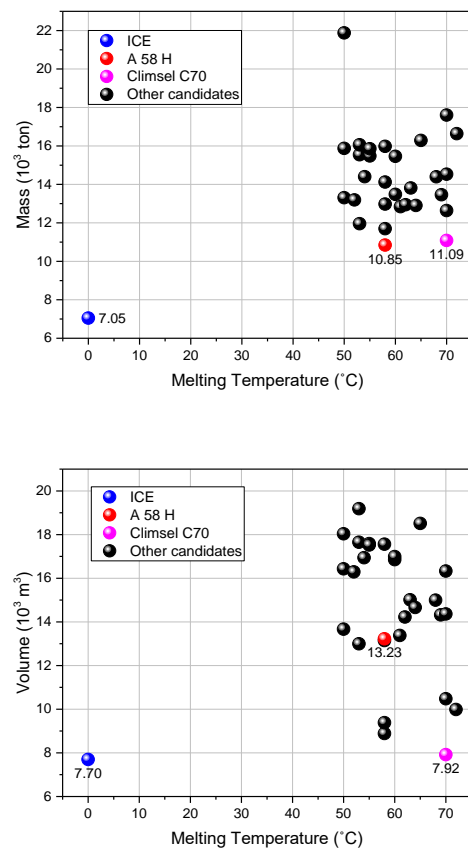 22
20
18
16
14
12
10
8
6
Mass (10³ ton)
ICE
A 58 H
Climsel C70
Other candidates
7.05
10.85
11.09
0 10 20 30 40 50 60 70
Melting Temperature (˚C)
20
18
16
14
12
10
8
6
Volume (10³ m³)
ICE
A 58 H
Climsel C70
Other candidates
13.23
7.70
7.92
0 10 20 30 40 50 60 70
Melting Temperature (˚C)